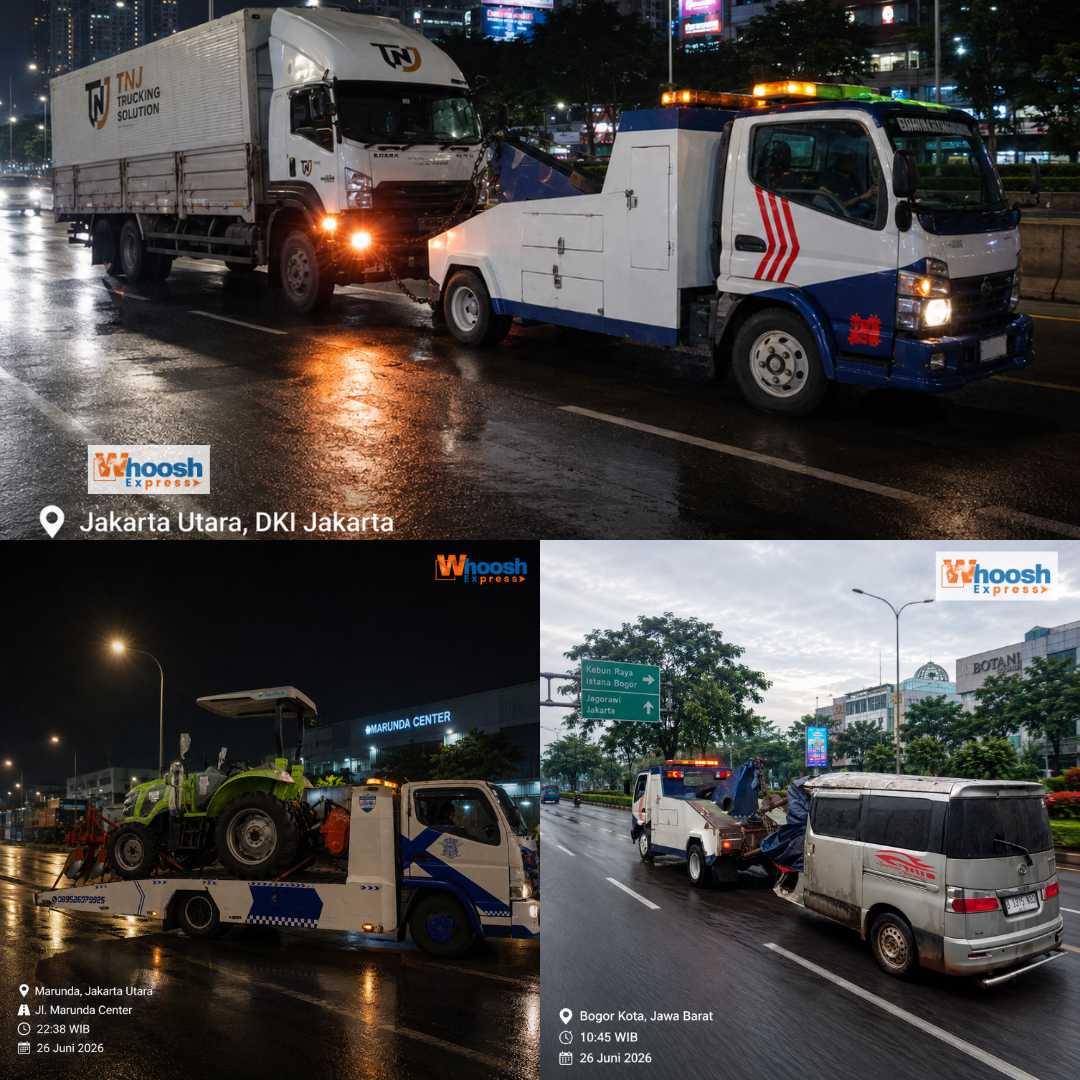 TNJ
TRUCKING
SOLUTION
TNJ
TNJ
Whoosh
Express
Jakarta Utara, DKI Jakarta
Whoosh
Express
MARUNDA CENTER
089526073925
Marunda, Jakarta Utara
Jl. Marunda Center
22:38 WIB
26 Juni 2026
Whoosh
Express
Kebun Raya
Istana Bogor
Jagorawi
Jakarta
BOTANI
Bogor Kota, Jawa Barat
10:45 WIB
26 Juni 2026